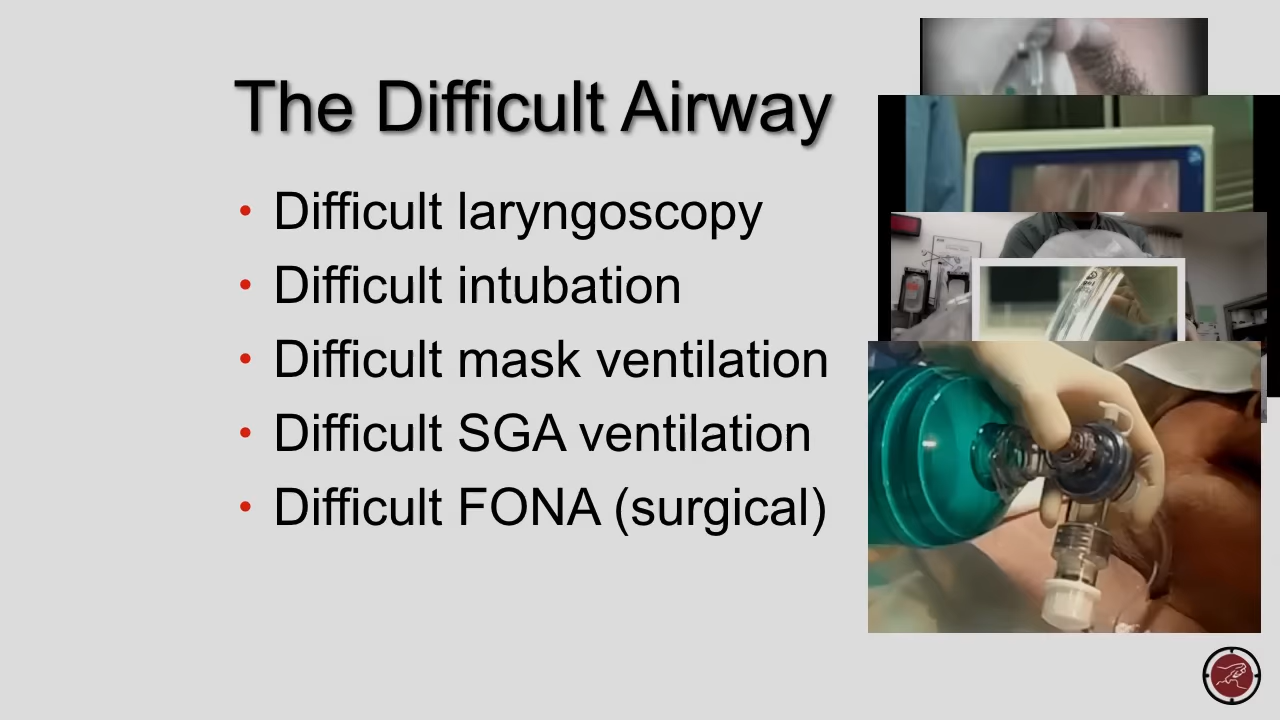 The Difficult Airway
• Difficult laryngoscopy
• Difficult intubation
• Difficult mask ventilation
• Difficult SGA ventilation
• Difficult FONA (surgical)